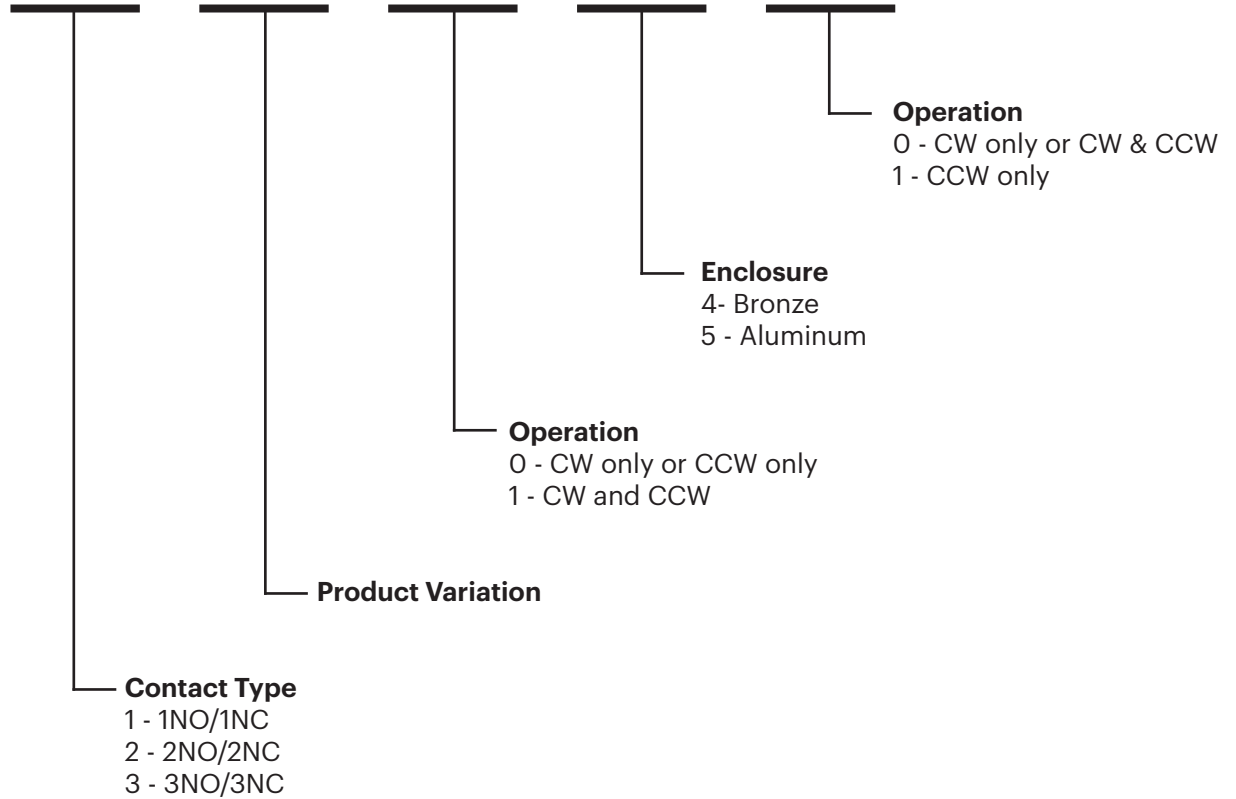 Operation
0 - CW only or CW & CCW
1 - CCW only
Enclosure
4- Bronze
5 - Aluminum
Operation
0 - CW only or CCW only
1 - CW and CCW
Product Variation
Contact Type
1 - 1NO/1NC
2 - 2NO/2NC
3 - 3NO/3NC